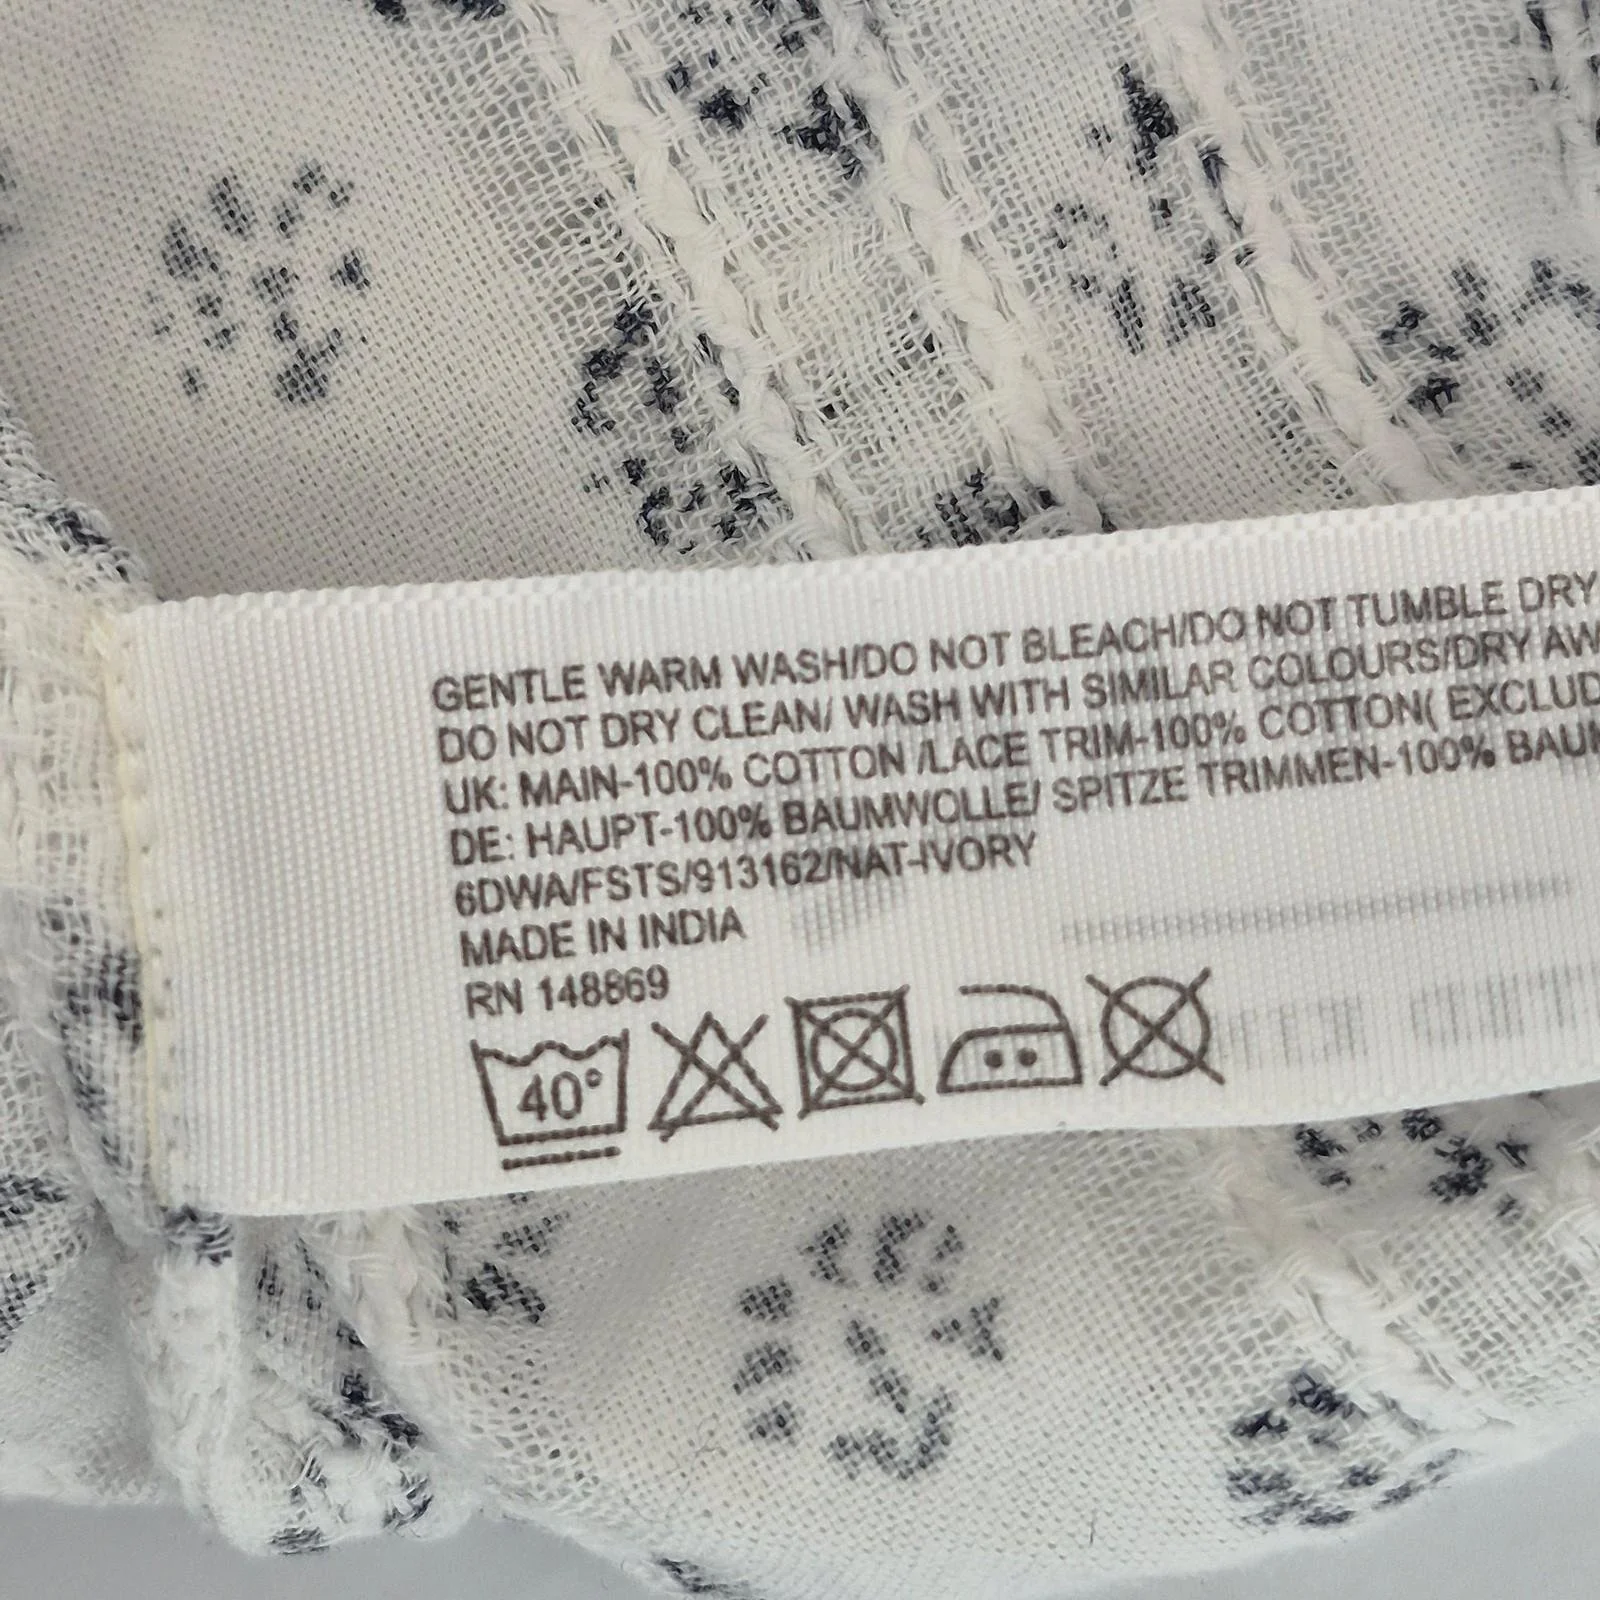 GENTLE WARM WASH/DO NOT BLEACH/DO NOT TUMBLE DRY
DO NOT DRY CLEAN/ WASH WITH SIMILAR COLOURS/DRY AW
UK: MAIN-100% COTTON /LACE TRIM-100% COTTON( EXCLUD
DE: HAUPT-100% BAUMWOLLE/ SPITZE TRIMMEN-100% BAUM
6DWA/FSTS/913162/NAT-IVORY
MADE IN INDIA
RN 148869
40°